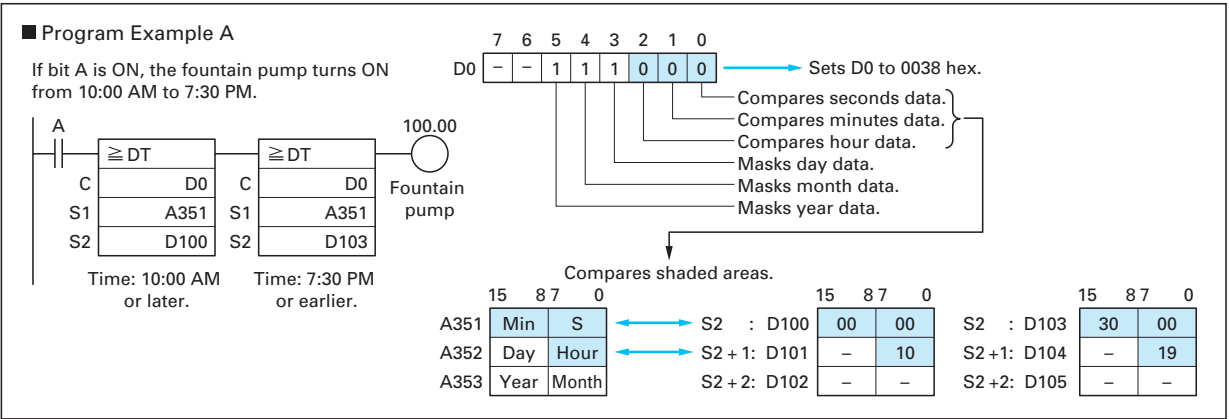 ■ Program Example A
If bit A is ON, the fountain pump turns ON
from 10:00 AM to 7:30 PM.
A
100.00
≧ DT
≧ DT
C D0 C D0
S1 A351 S1 A351
S2 D100 S2 D103
Fountain
pump
Time: 10:00 AM
or later.
Time: 7:30 PM
or earlier.
7 6 5 4 3 2 1 0
D0 – – 1 1 1 0 0 0 Sets D0 to 0038 hex.
Compares seconds data.
Compares minutes data.
Compares hour data.
Masks day data.
Masks month data.
Masks year data.
Compares shaded areas.
15 8 7 0 15 8 7 0 15 8 7 0
A351 Min S S2 : D100 00 00 S2 : D103 30 00
A352 Day Hour S2 + 1: D101 – 10 S2 +1: D104 – 19
A353 Year Month S2 + 2: D102 – – S2 +2: D105 – –